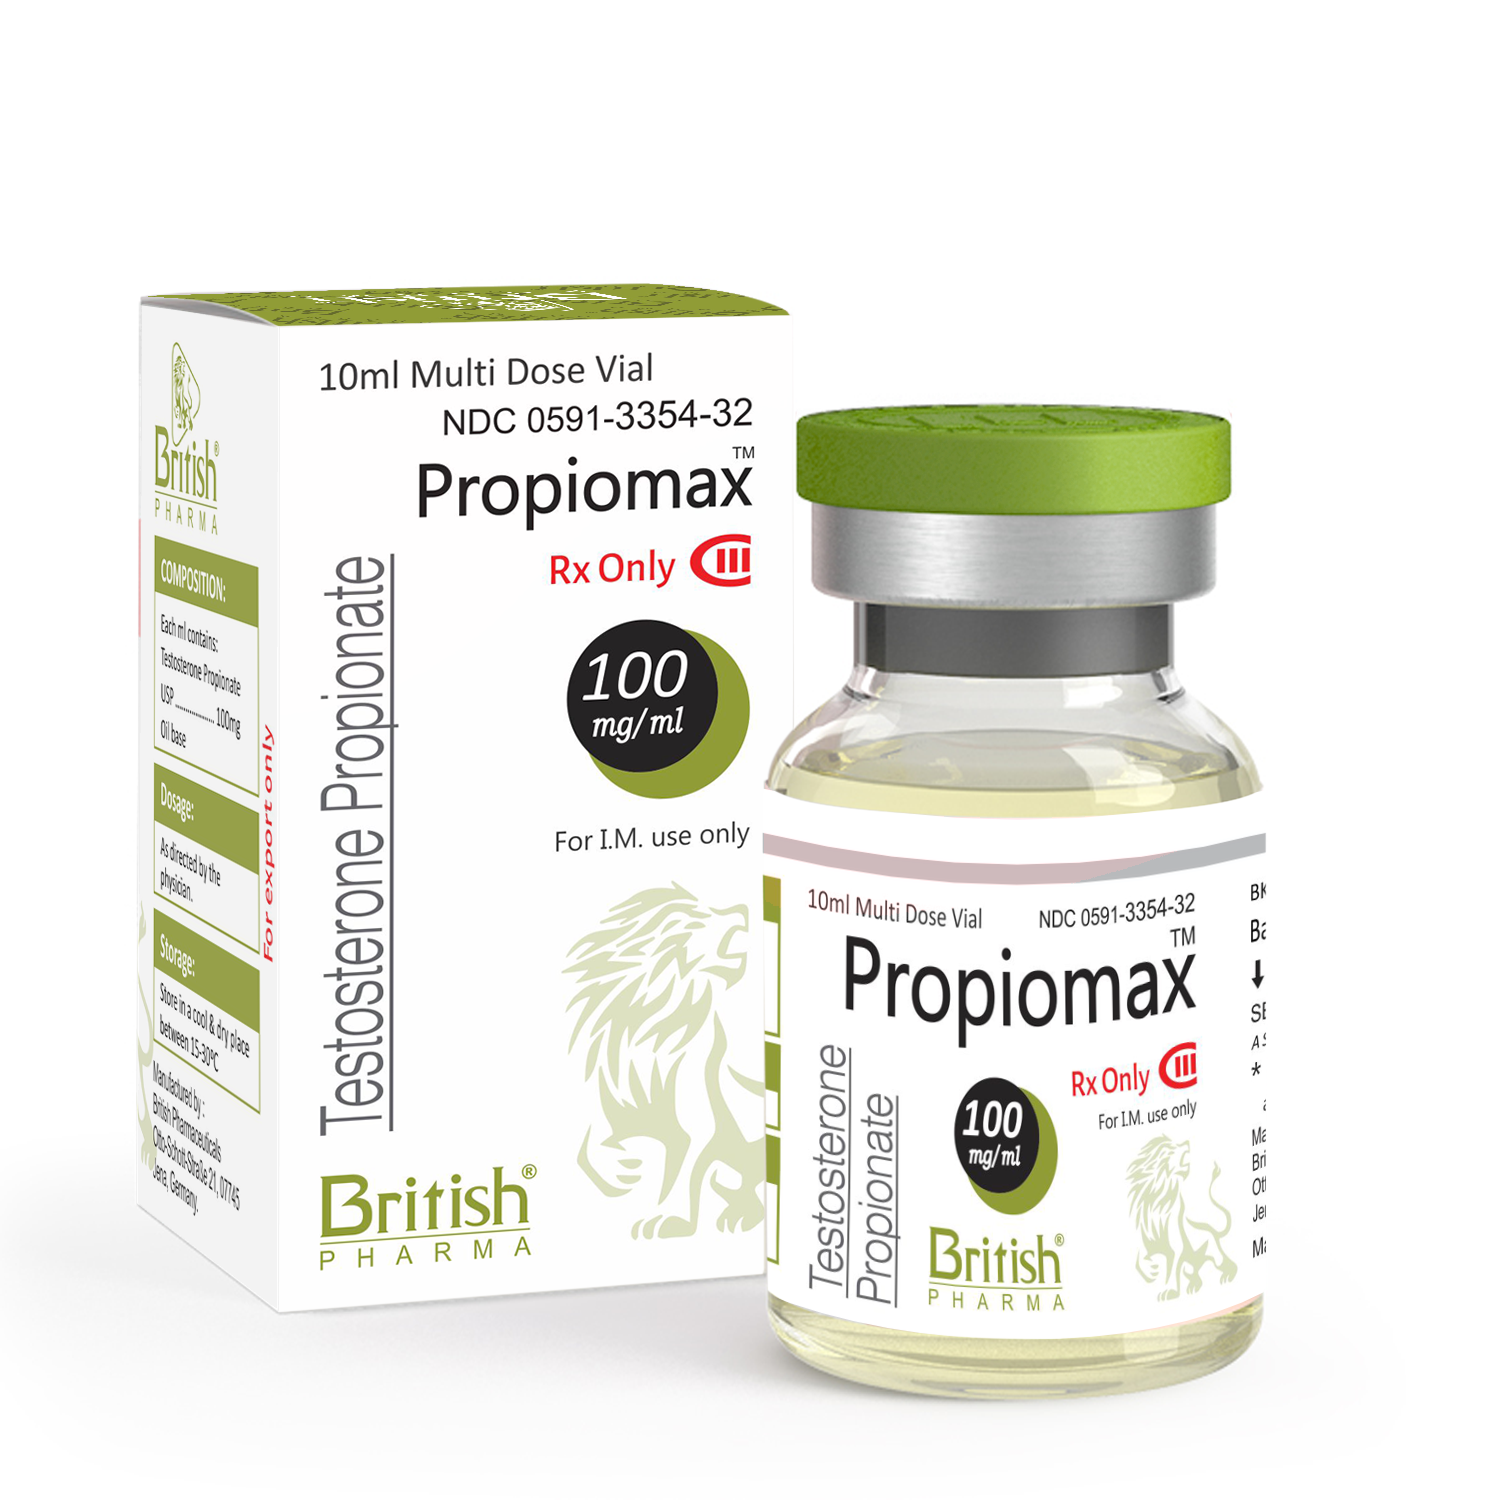 British®
PHARMA
COMPOSITION:
Each ml contains:
Testosterone Propionate
USP .................. 100mg
Oil base
Dosage:
As directed by the
physician.
Storage:
Store in a cool & dry place
between 15-30ºC
Manufactured by :
British Pharmaceuticals
Otto-Schott-Straße 21, 07745
Jena, Germany.
For export only
10ml Multi Dose Vial
NDC 0591-3354-32
Propiomax™
Rx Only CIII
Testosterone Propionate
100
mg/ml
For I.M. use only
British®
PHARMA
10ml Multi Dose Vial
NDC 0591-3354-32
Propiomax™
Rx Only CIII
For I.M. use only
Testosterone
Propionate
100
mg/ml
British®
PHARMA